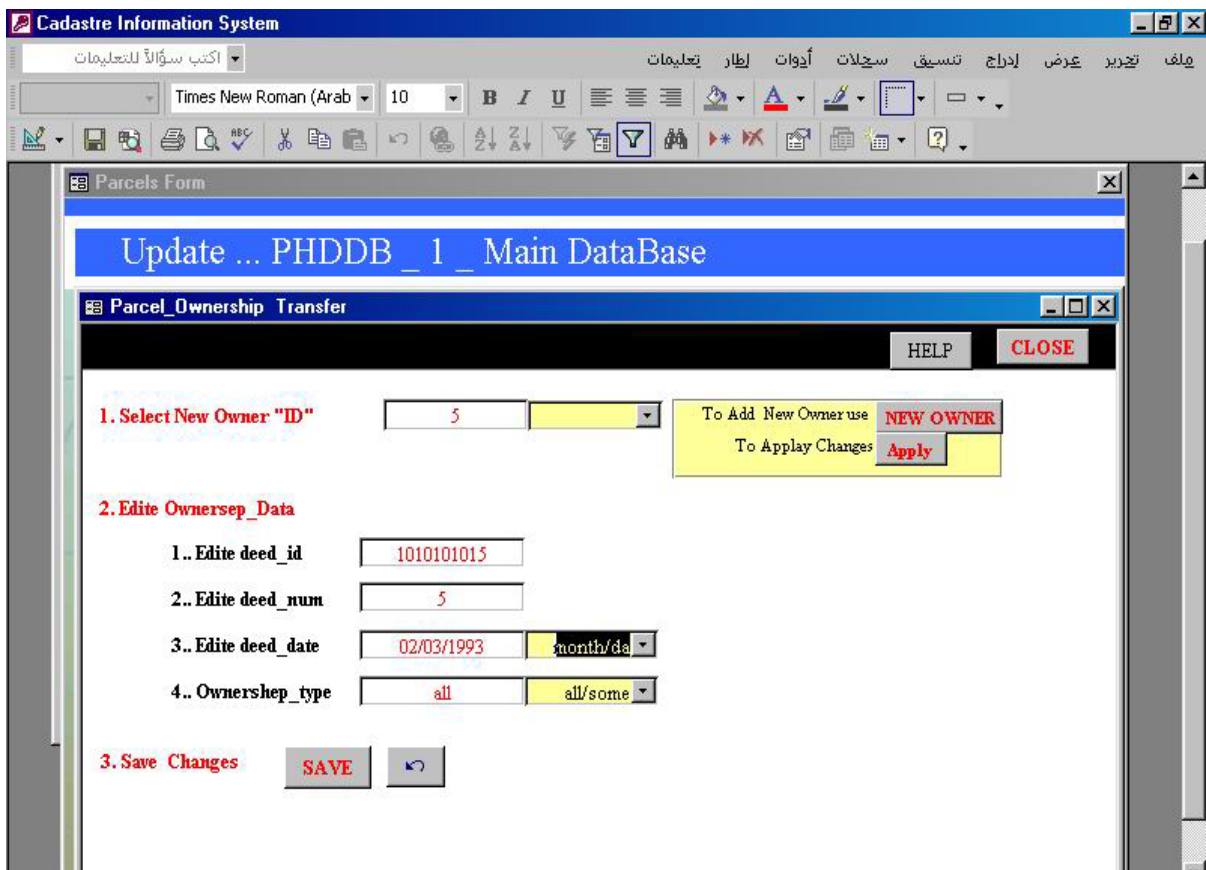 Cadastre Information System
ملف تحرير عرض إدراج تنسيق سجلات أدوات إطار تعليمات
اكتب سؤالاً للتعليمات
Times New Roman (Arab 10 B I U A
ABC A Z Z A ?
Parcels Form
Update ... PHDDB _ 1 _ Main DataBase
Parcel_Ownership Transfer
HELP CLOSE
1. Select New Owner "ID" 5
To Add New Owner use NEW OWNER
To Applay Changes Apply
2. Edite Ownersep_Data
1.. Edite deed_id 1010101015
2.. Edite deed_num 5
3.. Edite deed_date 02/03/1993 month/da
4.. Ownershep_type all all/some
3. Save Changes SAVE